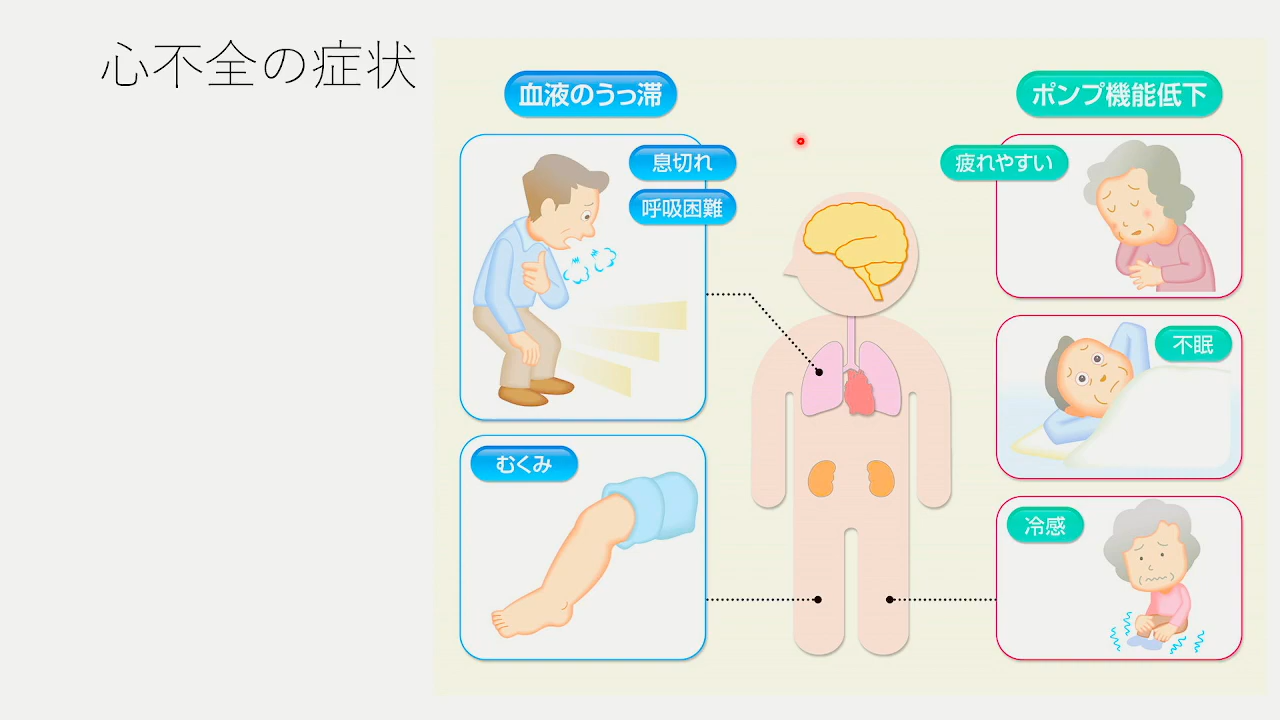 心不全の症状
血液のうっ滞
息切れ
呼吸困難
むくみ
ポンプ機能低下
疲れやすい
不眠
冷感